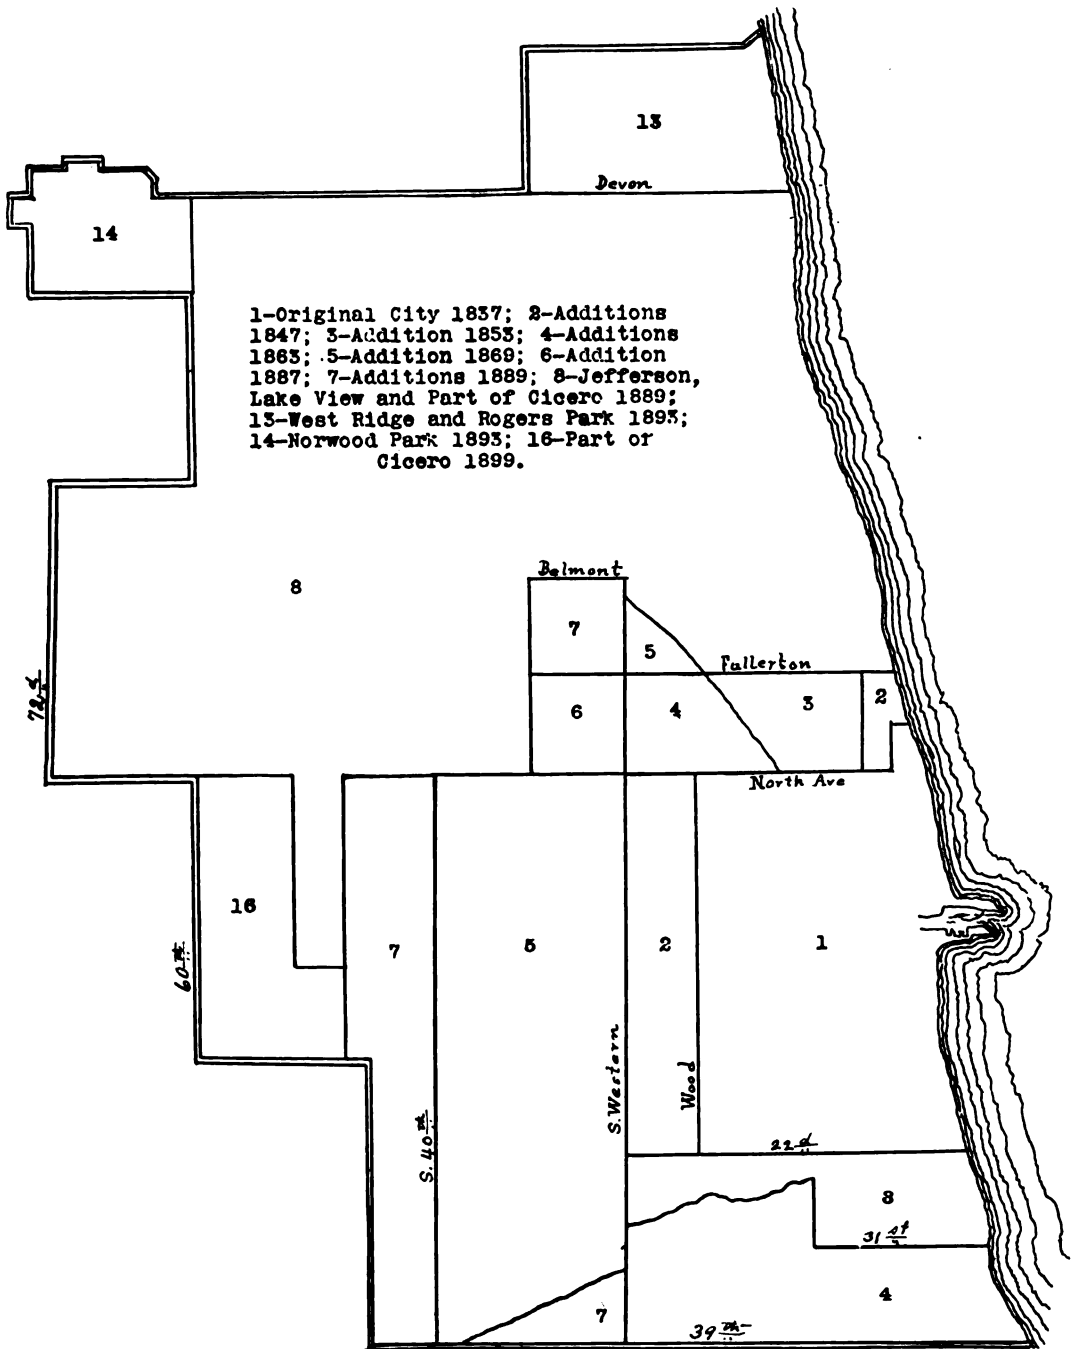 13
Devon
14
1-Original City 1837; 2-Additions
1847; 3-Addition 1853; 4-Additions
1863; 5-Addition 1869; 6-Addition
1887; 7-Additions 1889; 8-Jefferson,
Lake View and Part of Cicero 1889;
13-West Ridge and Rogers Park 1893;
14-Norwood Park 1893; 16-Part of
Cicero 1899.
Belmont
8
7
5
Fullerton
72d
6
4
3
2
North Ave
16
7
5
2
1
60th
S. Western
Wood
S. 40th
22d
3
31st
4
7
39th